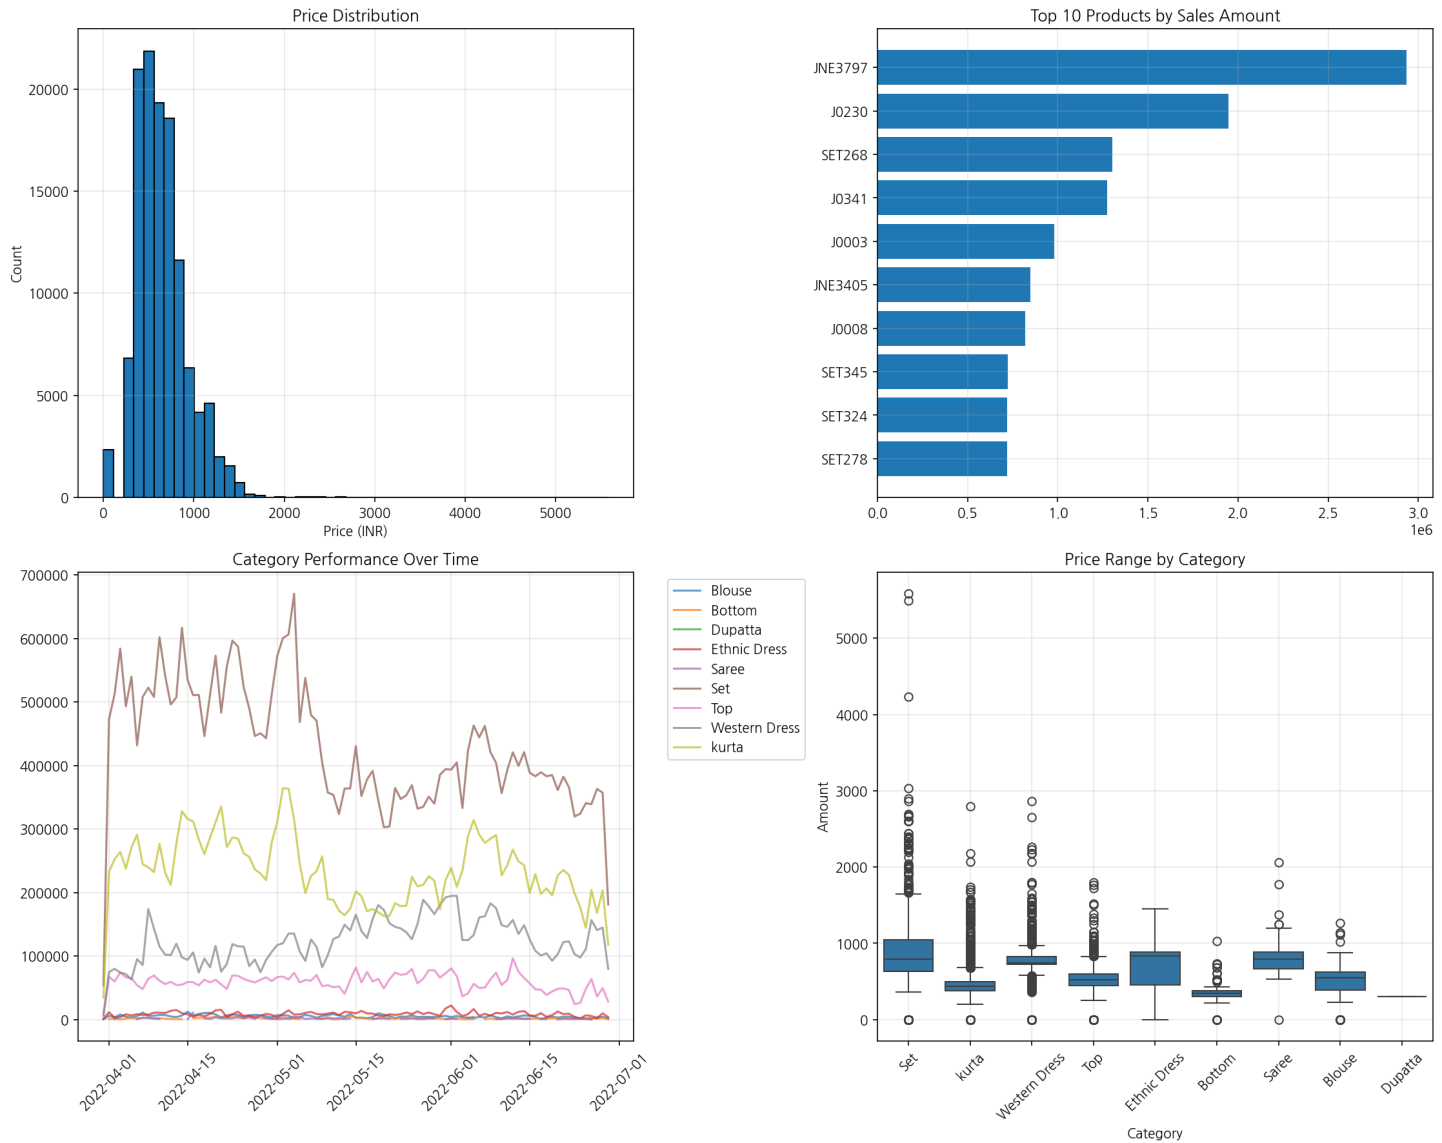 Price Distribution
Count
20000
15000
10000
5000
0
0 1000 2000 3000 4000 5000
Price (INR)
Top 10 Products by Sales Amount
JNE3797
J0230
SET268
J0341
J0003
JNE3405
J0008
SET345
SET324
SET278
0.0 0.5 1.0 1.5 2.0 2.5 3.0
1e6
Category Performance Over Time
700000
600000
500000
400000
300000
200000
100000
0
2022-04-01 2022-04-15 2022-05-01 2022-05-15 2022-06-01 2022-06-15 2022-07-01
Blouse
Bottom
Dupatta
Ethnic Dress
Saree
Set
Top
Western Dress
kurta
Price Range by Category
Amount
5000
4000
3000
2000
1000
0
Set kurta Western Dress Top Ethnic Dress Bottom Saree Blouse Dupatta
Category